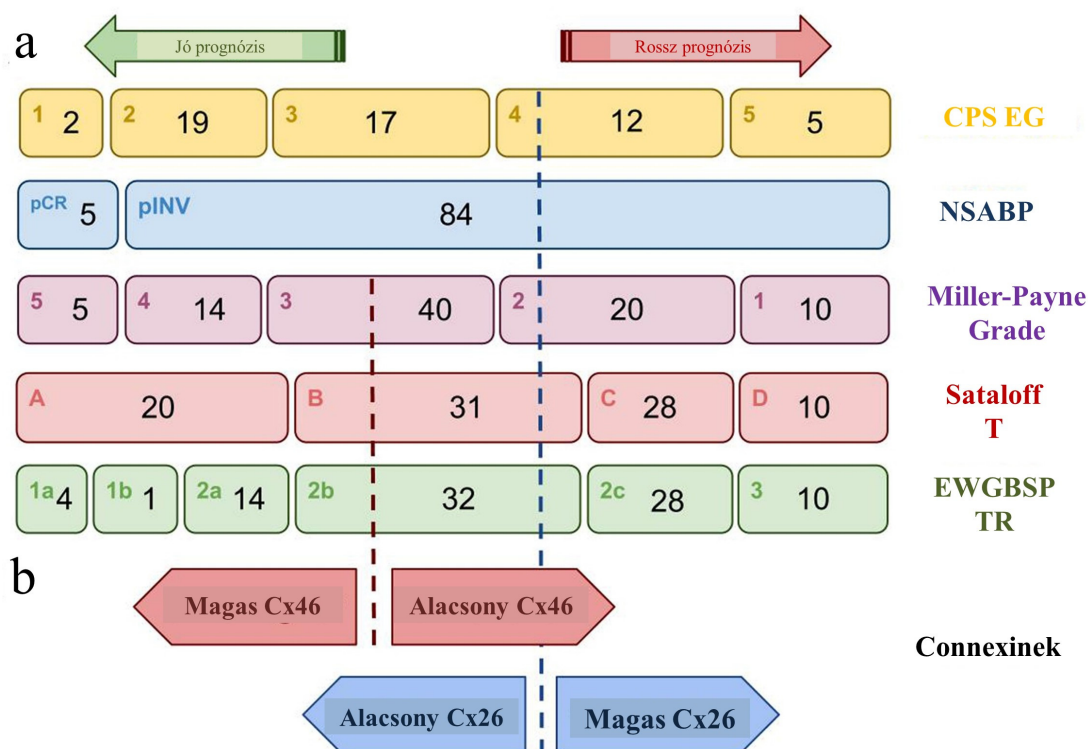 a
Jó prognózis
Rossz prognózis
1 2
2 19
3 17
4 12
5 5
CPS EG
pCR 5
pINV 84
NSABP
5 5
4 14
3 40
2 20
1 10
Miller-Payne
Grade
A 20
B 31
C 28
D 10
Sataloff
T
1a 4
1b 1
2a 14
2b 32
2c 28
3 10
EWGBSP
TR
b
Magas Cx46
Alacsony Cx46
Connexinek
Alacsony Cx26
Magas Cx26